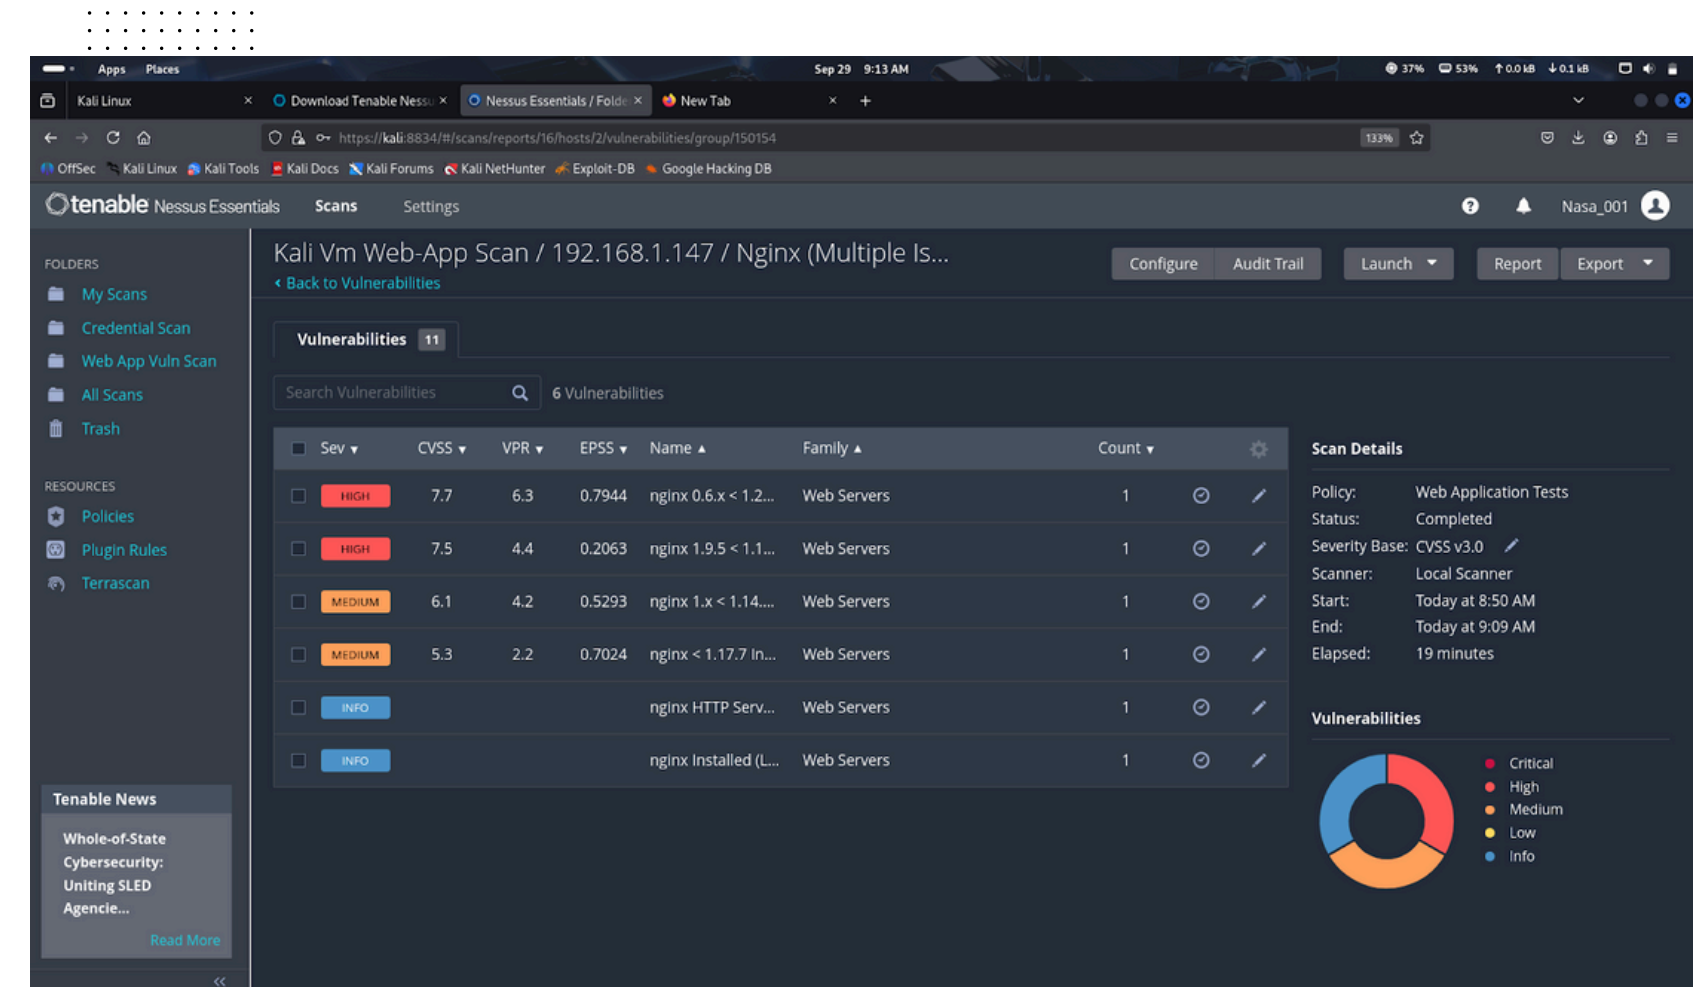 Apps Places Sep 29 9:13 AM 37% 53% ↑0.0 kB ↓0.1 kB
Kali Linux × Download Tenable Nessu × Nessus Essentials / Folde × New Tab × +
https://kali:8834/#/scans/reports/16/hosts/2/vulnerabilities/group/150154 133%
OffSec Kali Linux Kali Tools Kali Docs Kali Forums Kali NetHunter Exploit-DB Google Hacking DB
tenable Nessus Essentials Scans Settings ? Nasa_001
FOLDERS
My Scans
Credential Scan
Web App Vuln Scan
All Scans
Trash
RESOURCES
Policies
Plugin Rules
Terrascan
Tenable News
Whole-of-State
Cybersecurity:
Uniting SLED
Agencie...
Read More
Kali Vm Web-App Scan / 192.168.1.147 / Nginx (Multiple Is...
Configure Audit Trail Launch Report Export
Back to Vulnerabilities
Vulnerabilities 11
Search Vulnerabilities 6 Vulnerabilities
Sev CVSS VPR EPSS Name Family Count
HIGH 7.7 6.3 0.7944 nginx 0.6.x < 1.2... Web Servers 1
HIGH 7.5 4.4 0.2063 nginx 1.9.5 < 1.1... Web Servers 1
MEDIUM 6.1 4.2 0.5293 nginx 1.x < 1.14.... Web Servers 1
MEDIUM 5.3 2.2 0.7024 nginx < 1.17.7 In... Web Servers 1
INFO nginx HTTP Serv... Web Servers 1
INFO nginx Installed (L... Web Servers 1
Scan Details
Policy: Web Application Tests
Status: Completed
Severity Base: CVSS v3.0
Scanner: Local Scanner
Start: Today at 8:50 AM
End: Today at 9:09 AM
Elapsed: 19 minutes
Vulnerabilities
Critical
High
Medium
Low
Info